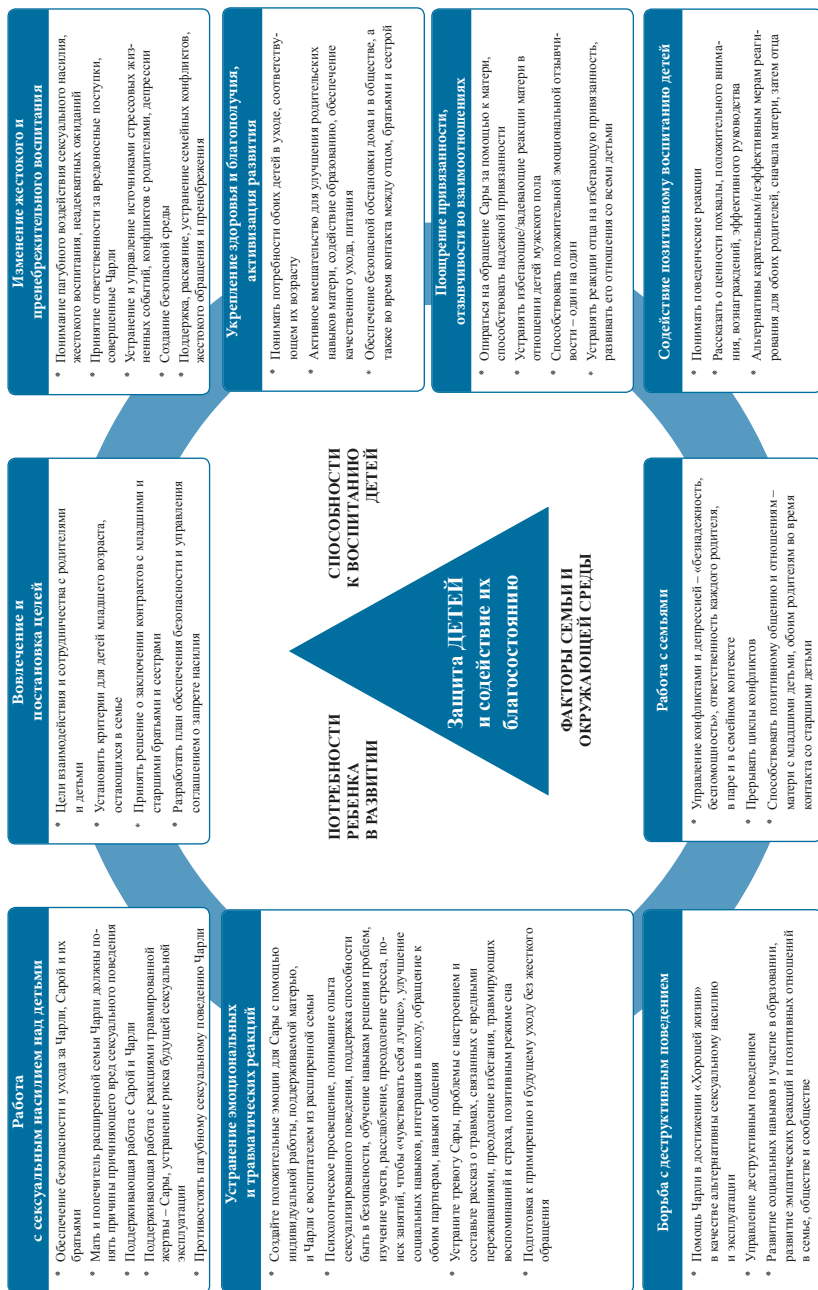 Работа
с сексуальным насилием над детьми
* Обеспечение безопасности и ухода за Чарли, Сарой и их
братьями
* Мать и попечитель расширенной семьи Чарли должны по-
нять причины причиняющего вред сексуального поведения
* Поддерживающая работа с Сарой и Чарли
* Поддерживающая работа с реакциями травмированной
жертвы – Сары, устранение риска будущей сексуальной
эксплуатации
* Противостоять пагубному сексуальному поведению Чарли
Вовлечение и
постановка целей
* Цели взаимодействия и сотрудничества с родителями
и детьми
* Установить критерии для детей младшего возраста,
остающихся в семье
* Принять решение о заключении контрактов с младшими и
старшими братьями и сестрами
* Разработать план обеспечения безопасности и управления
соглашением о запрете насилия
Изменение жестокого и
пренебрежительного воспитания
* Понимание пагубного воздействия сексуального насилия,
жестокого воспитания, неадекватных ожиданий
* Принятие ответственности за вредоносные поступки,
совершенные Чарли
* Устранение и управление источниками стрессовых жиз-
ненных событий, конфликтов с родителями, депрессии
* Создание безопасной среды
* Поддержка, раскаяние, устранение семейных конфликтов,
жестокого обращения и пренебрежения
Устранение эмоциональных
и травматических реакций
* Создайте положительные эмоции для Сары с помощью
индивидуальной работы, поддерживаемой матерью,
и Чарли с воспитателем из расширенной семьи
* Психологическое просвещение, понимание опыта
сексуализированного поведения, поддержка способности
быть в безопасности, обучение навыкам решения проблем,
изучение чувств, расслабление, преодоление стресса, по-
иск занятий, чтобы «чувствовать себя лучше», улучшение
социальных навыков, интеграция в школу, обращение к
обоим партнерам, навыки общения
* Устраните тревогу Сары, проблемы с настроением и
составьте рассказ о травмах, связанных с вредными
переживаниями, преодоление избегания, травмирующих
воспоминаний и страха, позитивным режиме сна
* Подготовка к примирению и будущему уходу без жесткого
обращения
ПОТРЕБНОСТИ
РЕБЕНКА
В РАЗВИТИИ
СПОСОБНОСТИ
К ВОСПИТАНИЮ
ДЕТЕЙ
Защита ДЕТЕЙ
и содействие их
благосостоянию
ФАКТОРЫ СЕМЬИ И
ОКРУЖАЮЩЕЙ СРЕДЫ
Укрепление здоровья и благополучия,
активизация развития
* Понимать потребности обоих детей в уходе, соответству-
ющем их возрасту
* Активное вмешательство для улучшения родительских
навыков матери, содействие образованию, обеспечение
качественного ухода, питания
* Обеспечение безопасной обстановки дома и в обществе, а
также во время контакта между отцом, братьями и сестрой
Поощрение привязанности,
отзывчивости во взаимоотношениях
* Опираться на обращение Сары за помощью к матери,
способствовать надежной привязанности
* Устранять избегающие/задевающие реакции матери в
отношении детей мужского пола
* Способствовать положительной эмоциональной отзывчи-
вости – один на один
* Устранять реакции отца на избегающую привязанность,
развивать его отношения со всеми детьми
Борьба с деструктивным поведением
* Помощь Чарли в достижении «Хорошей жизни»
в качестве альтернативы сексуальному насилию
и эксплуатации
* Управление деструктивным поведением
* Развитие социальных навыков и участие в образовании,
развитие эмпатических реакций и позитивных отношений
в семье, обществе и сообществе
Работа с семьями
* Управление конфликтами и депрессией – «безнадежность,
беспомощность», ответственность каждого родителя,
в паре и в семейном контексте
* Прерывать циклы конфликтов
* Способствовать позитивному общению и отношениям –
матери с младшими детьми, обоим родителям во время
контакта со старшими детьми
Содействие позитивному воспитанию детей
* Понимать поведенческие реакции
* Рассказать о ценности похвалы, положительного внима-
ния, вознаграждений, эффективного руководства
* Альтернативы карательным/неэффективным мерам реаги-
рования для обоих родителей, сначала матери, затем отца